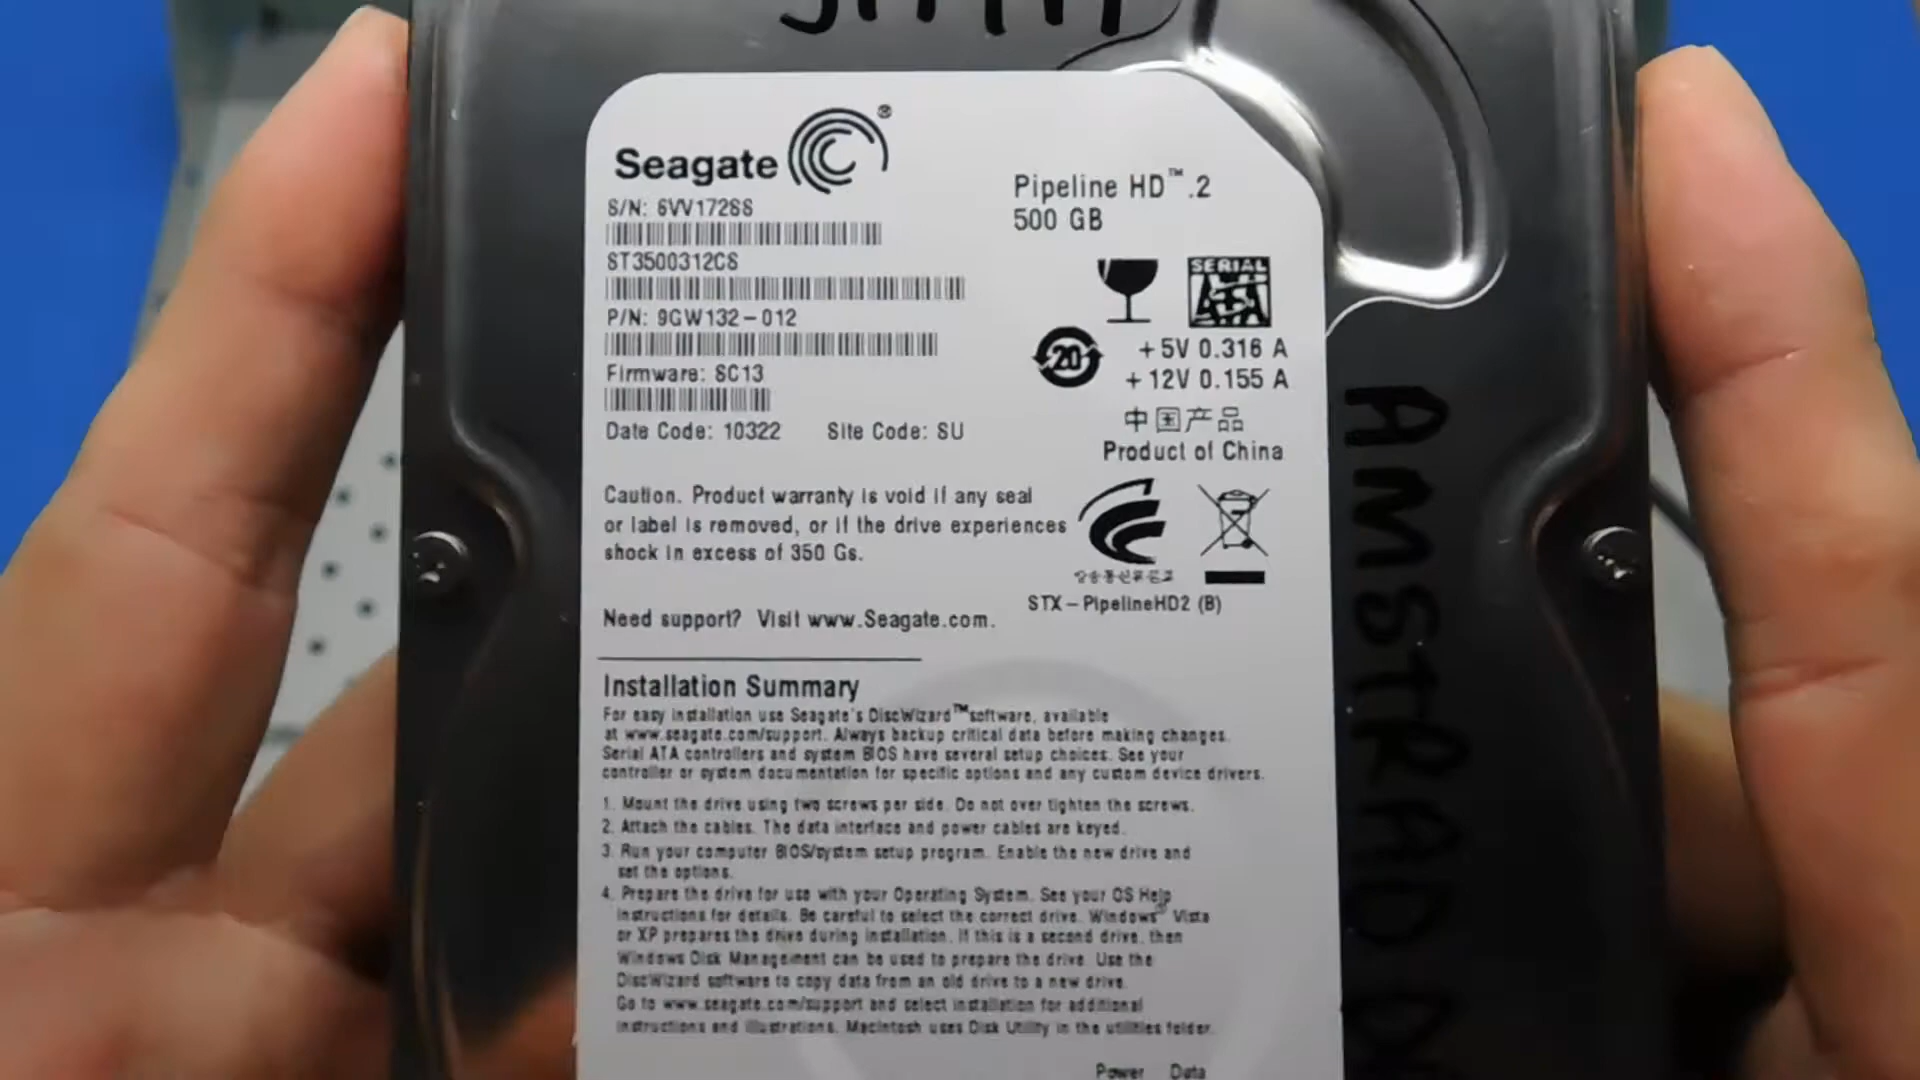 Seagate®
S/N: 6VV172SS
ST3500312CS
P/N: 9GW132-012
Firmware: SC13
Date Code: 10322 Site Code: SU
Pipeline HD™.2
500 GB
SERIAL
ATA
20
+5V 0.316 A
+12V 0.155 A
中国产品
Product of China
Caution. Product warranty is void if any seal
or label is removed, or if the drive experiences
shock in excess of 350 Gs.
STX-PipelineHD2 (B)
Need support? Visit www.Seagate.com.
Installation Summary
For easy installation use Seagate's DiscWizard™ software, available
at www.seagate.com/support. Always backup critical data before making changes.
Serial ATA controllers and system BIOS have several setup choices. See your
controller or system documentation for specific options and any custom device drivers.
1. Mount the drive using two screws per side. Do not over tighten the screws.
2. Attach the cables. The data interface and power cables are keyed.
3. Run your computer BIOS/system setup program. Enable the new drive and
set the options.
4. Prepare the drive for use with your Operating System. See your OS Help
instructions for details. Be careful to select the correct drive. Windows® Vista
or XP prepares the drive during installation. If this is a second drive, then
Windows Disk Management can be used to prepare the drive. Use the
DiscWizard software to copy data from an old drive to a new drive.
Go to www.seagate.com/support and select installation for additional
instructions and illustrations. Macintosh uses Disk Utility in the utilities folder.
Power Data
AMSTRAD